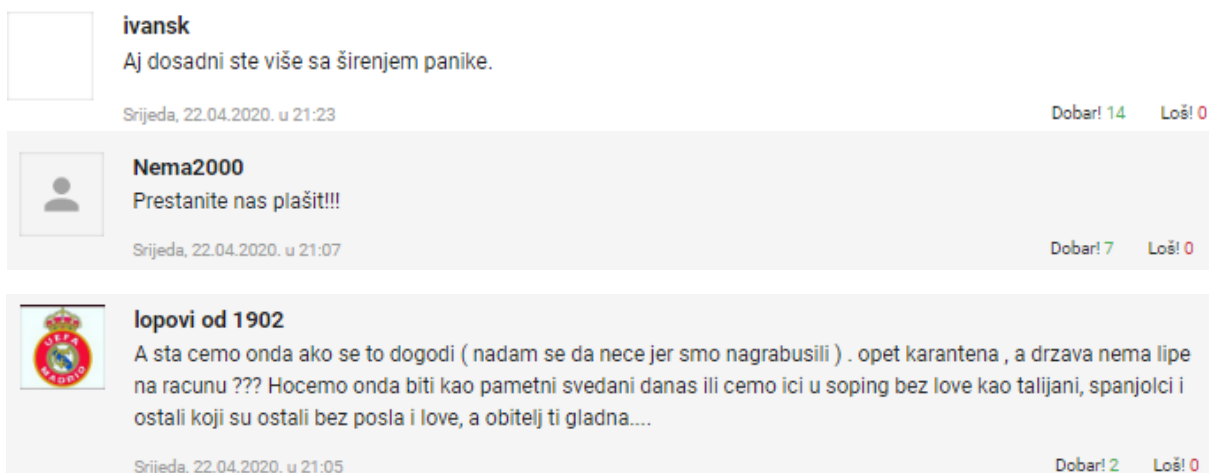 ivansk
Aj dosadni ste više sa širenjem panike.
Srijeda, 22.04.2020. u 21:23
Dobar! 14 Loš! 0
Nema2000
Prestanite nas plašit!!!
Srijeda, 22.04.2020. u 21:07
Dobar! 7 Loš! 0
UEFA
MADRID
lopovi od 1902
A sta cemo onda ako se to dogodi ( nadam se da nece jer smo nagrabusili ) . opet karantena , a drzava nema lipe
na racunu ??? Hocemo onda biti kao pametni svedani danas ili cemo ici u soping bez love kao talijani, spanjolci i
ostali koji su ostali bez posla i love, a obitelj ti gladna....
Srijeda, 22.04.2020. u 21:05
Dobar! 2 Loš! 0